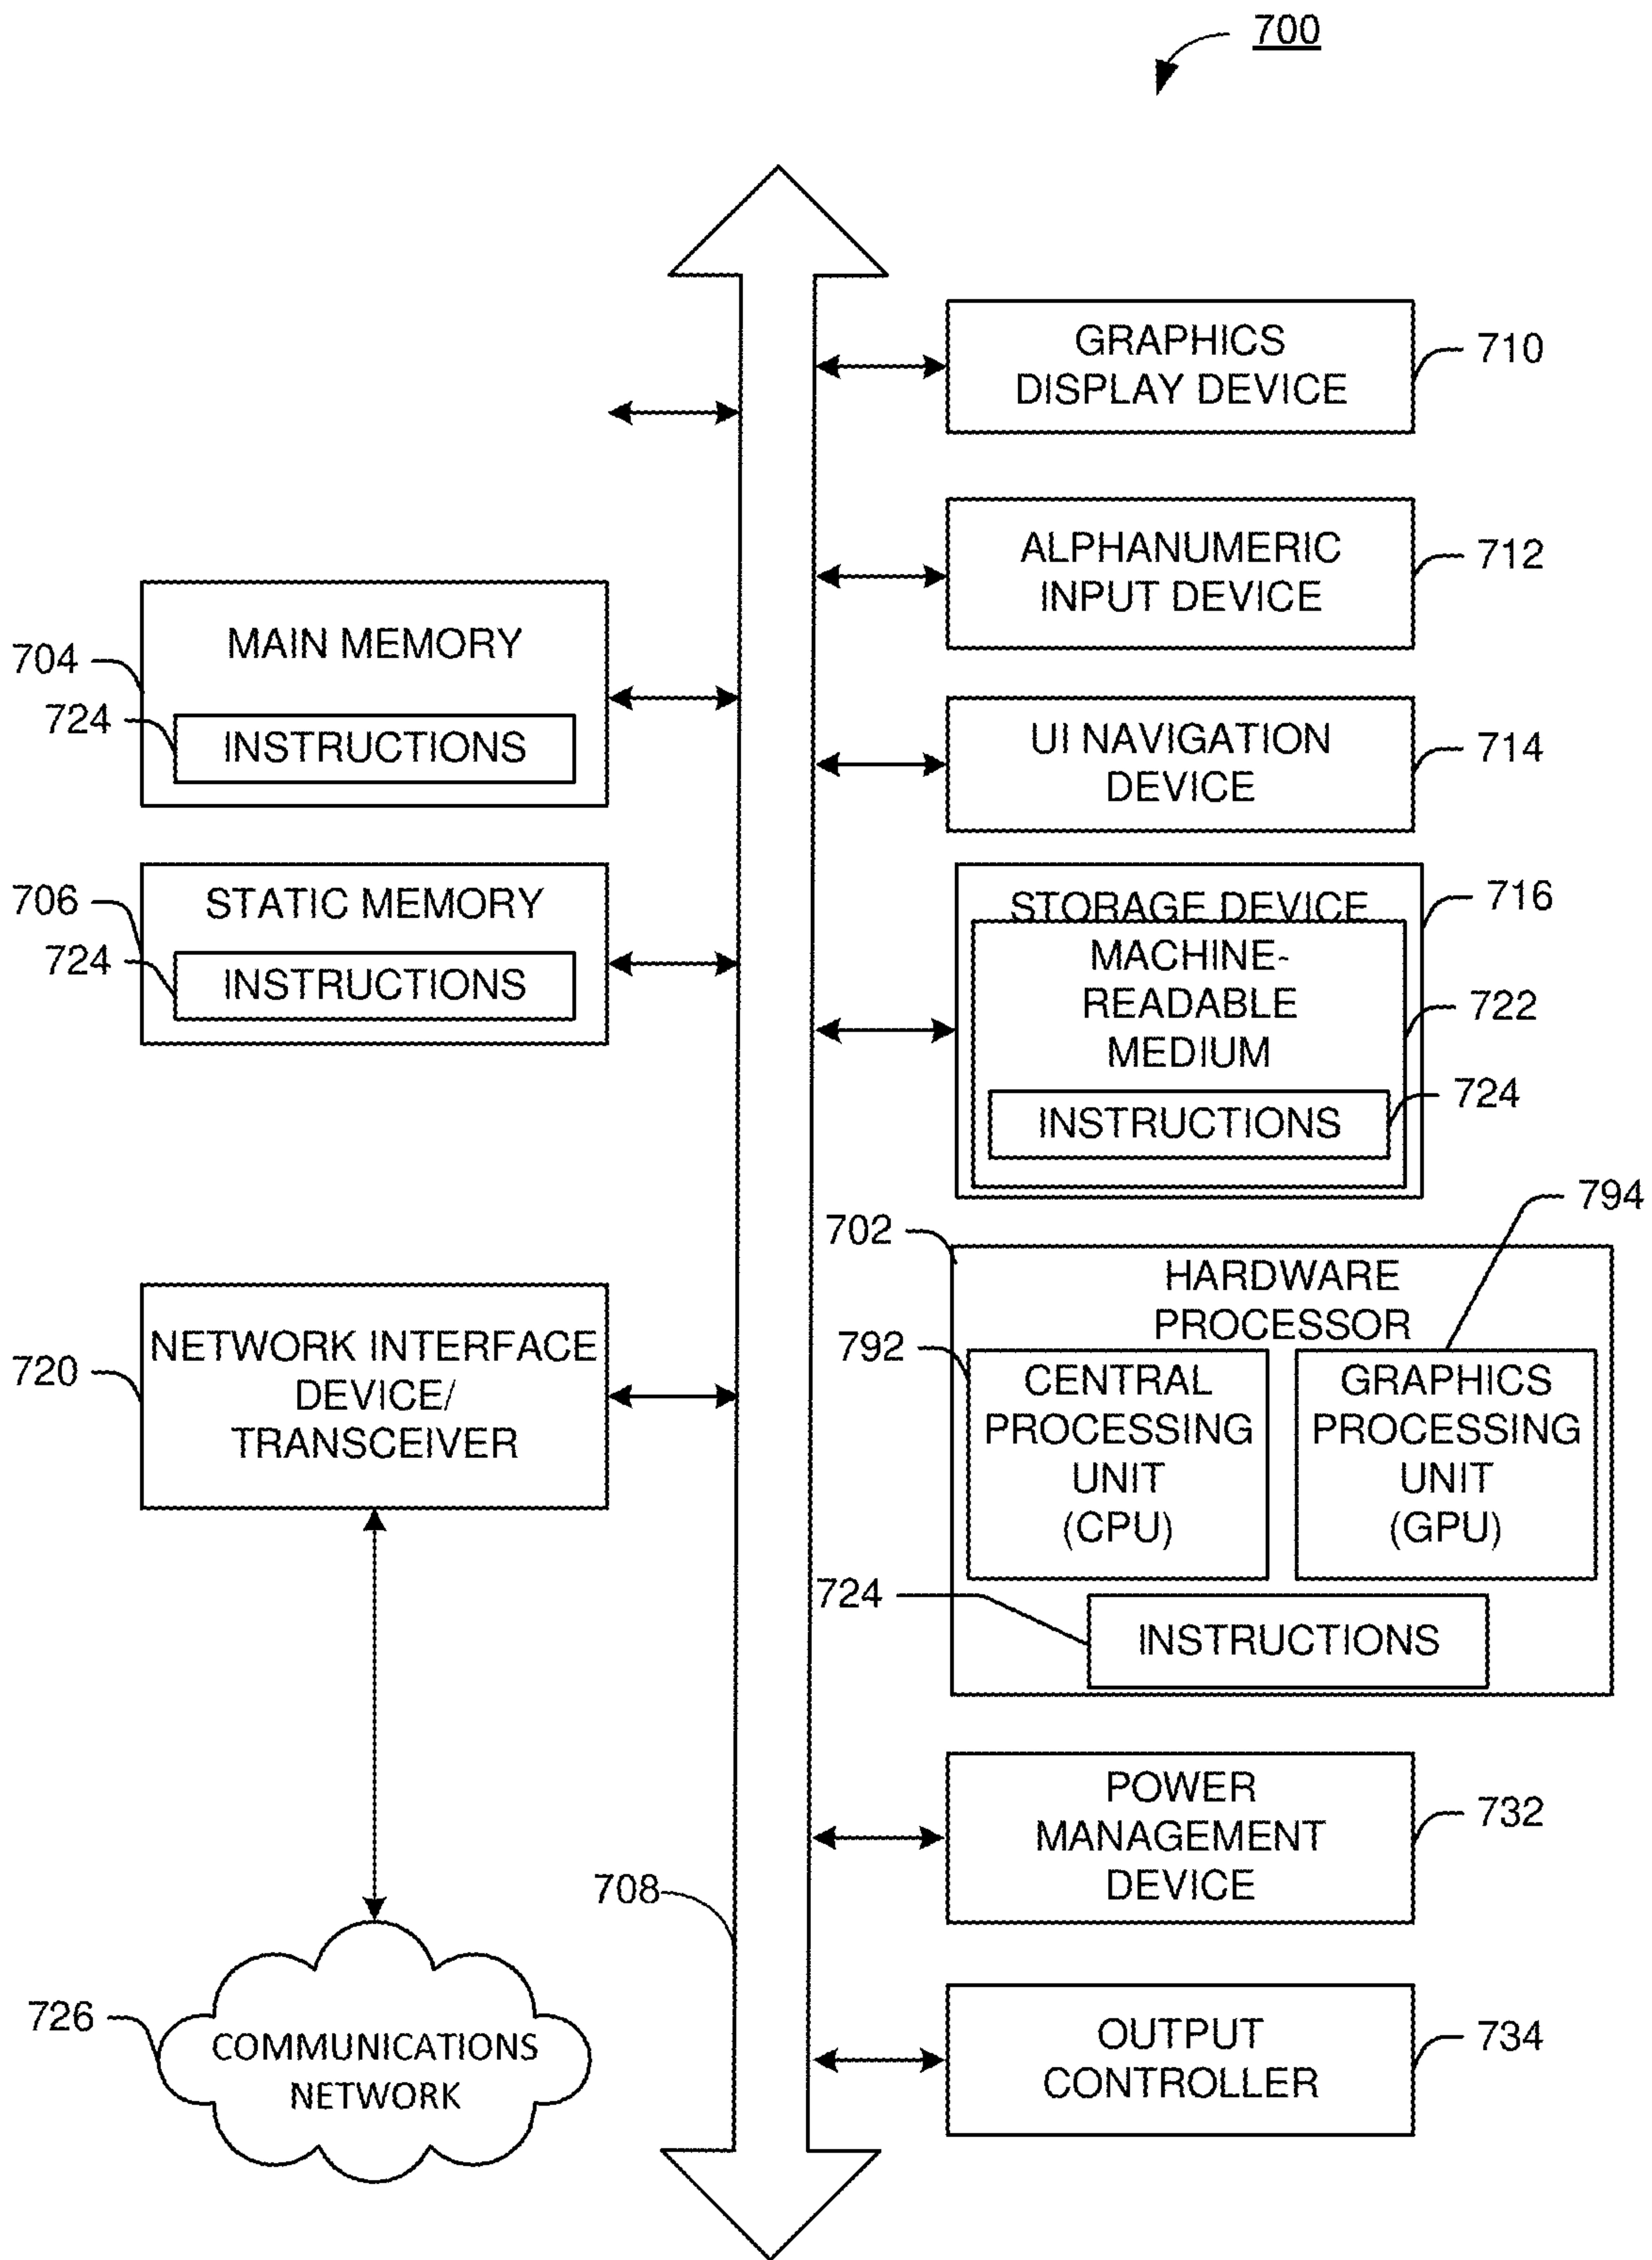 700
GRAPHICS
DISPLAY DEVICE
710
ALPHANUMERIC
INPUT DEVICE
712
MAIN MEMORY
704
724
INSTRUCTIONS
UI NAVIGATION
DEVICE
714
STATIC MEMORY
706
724
INSTRUCTIONS
STORAGE DEVICE
716
MACHINE-
READABLE
MEDIUM
722
INSTRUCTIONS
724
794
702
HARDWARE
PROCESSOR
792
CENTRAL
PROCESSING
UNIT
(CPU)
GRAPHICS
PROCESSING
UNIT
(GPU)
724
INSTRUCTIONS
NETWORK INTERFACE
DEVICE/
TRANSCEIVER
720
POWER
MANAGEMENT
DEVICE
732
708
726
COMMUNICATIONS
NETWORK
OUTPUT
CONTROLLER
734